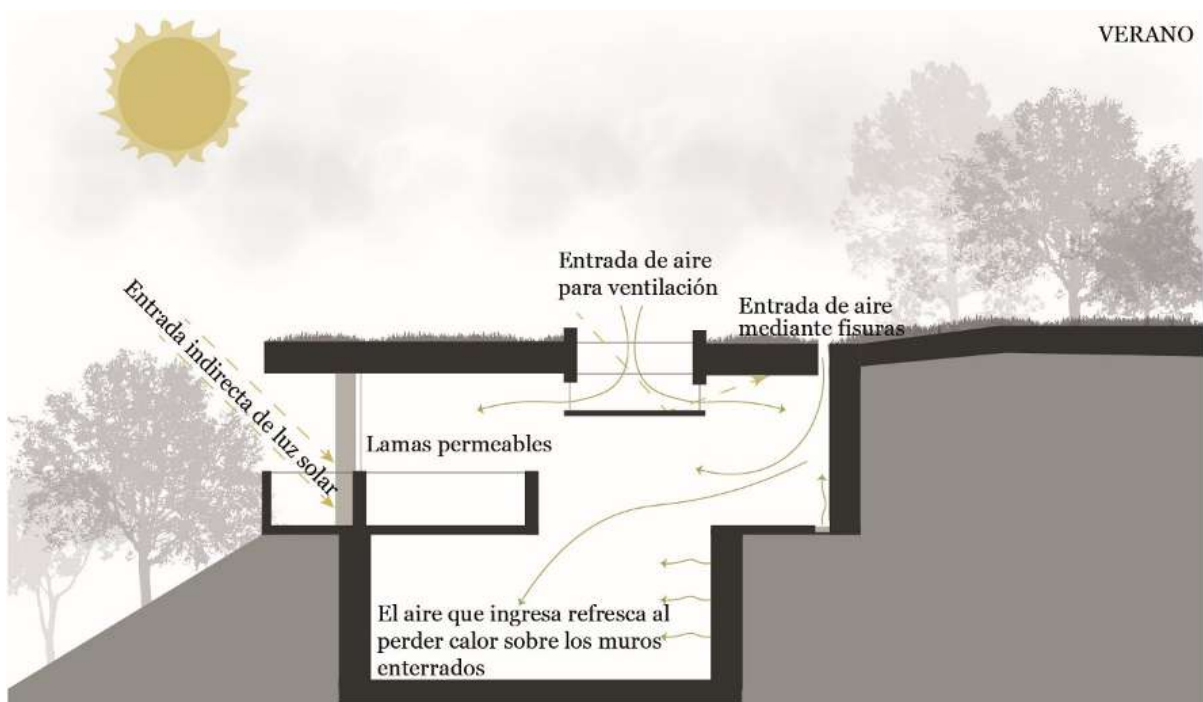 VERANO
Entrada de aire
para ventilación
Entrada de aire
mediante fisuras
Entrada indirecta de luz solar
Lamas permeables
El aire que ingresa refresca al
perder calor sobre los muros
enterrados